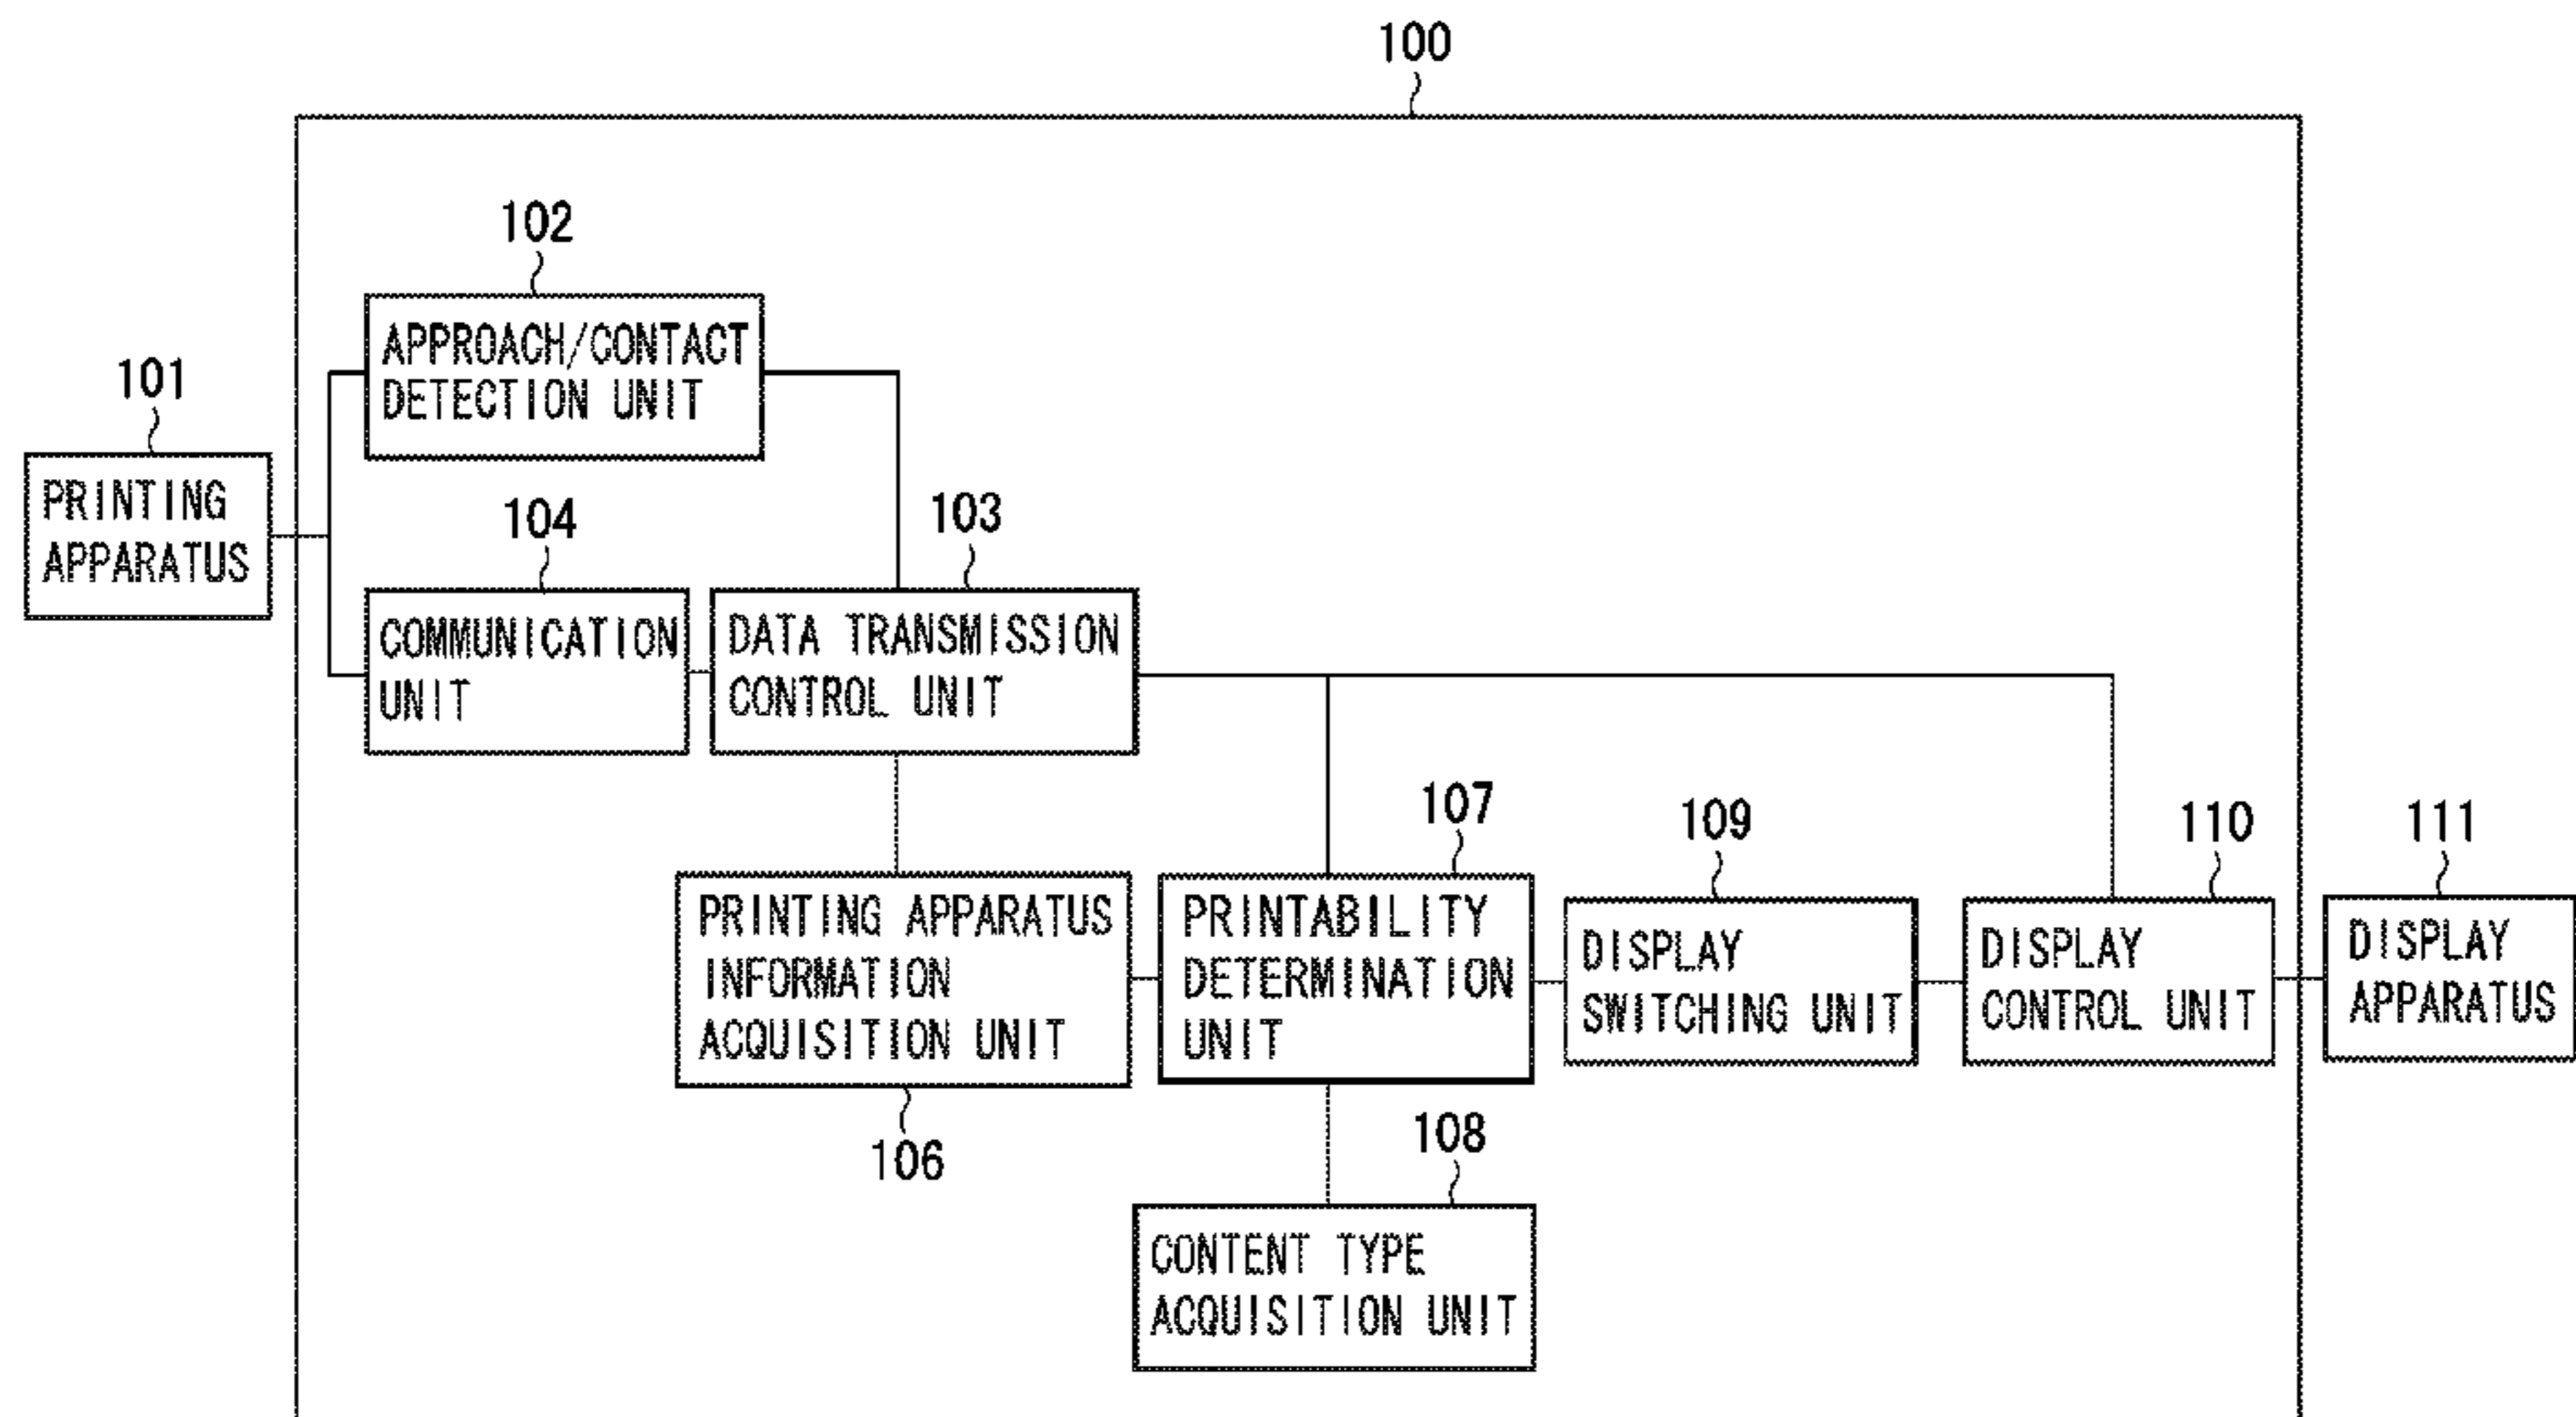 100
102
APPROACH/CONTACT
DETECTION UNIT
101
PRINTING
APPARATUS
104
COMMUNICATION
UNIT
103
DATA TRANSMISSION
CONTROL UNIT
PRINTING APPARATUS
INFORMATION
ACQUISITION UNIT
106
107
PRINTABILITY
DETERMINATION
UNIT
109
DISPLAY
SWITCHING UNIT
110
DISPLAY
CONTROL UNIT
111
DISPLAY
APPARATUS
108
CONTENT TYPE
ACQUISITION UNIT